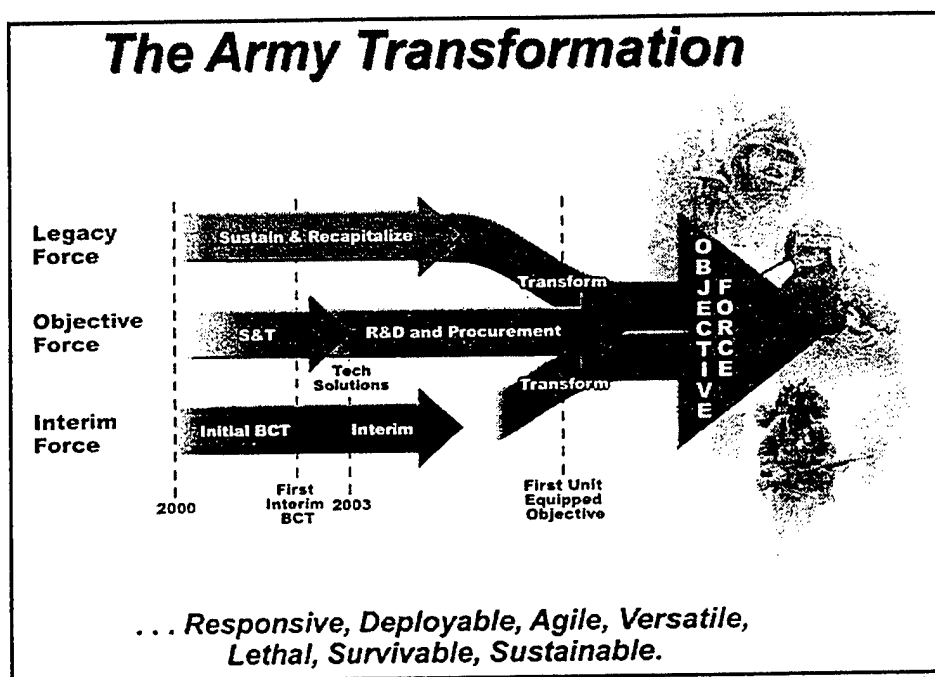 The Army Transformation
Legacy
Force
Sustain & Recapitalize
Transform
Objective
Force
S&T
R&D and Procurement
Tech
Solutions
Transform
Interim
Force
Initial BCT
Interim
OBJECTIVE
FORCE
2000
First
Interim
BCT
2003
First Unit
Equipped
Objective
. . . Responsive, Deployable, Agile, Versatile,
Lethal, Survivable, Sustainable.